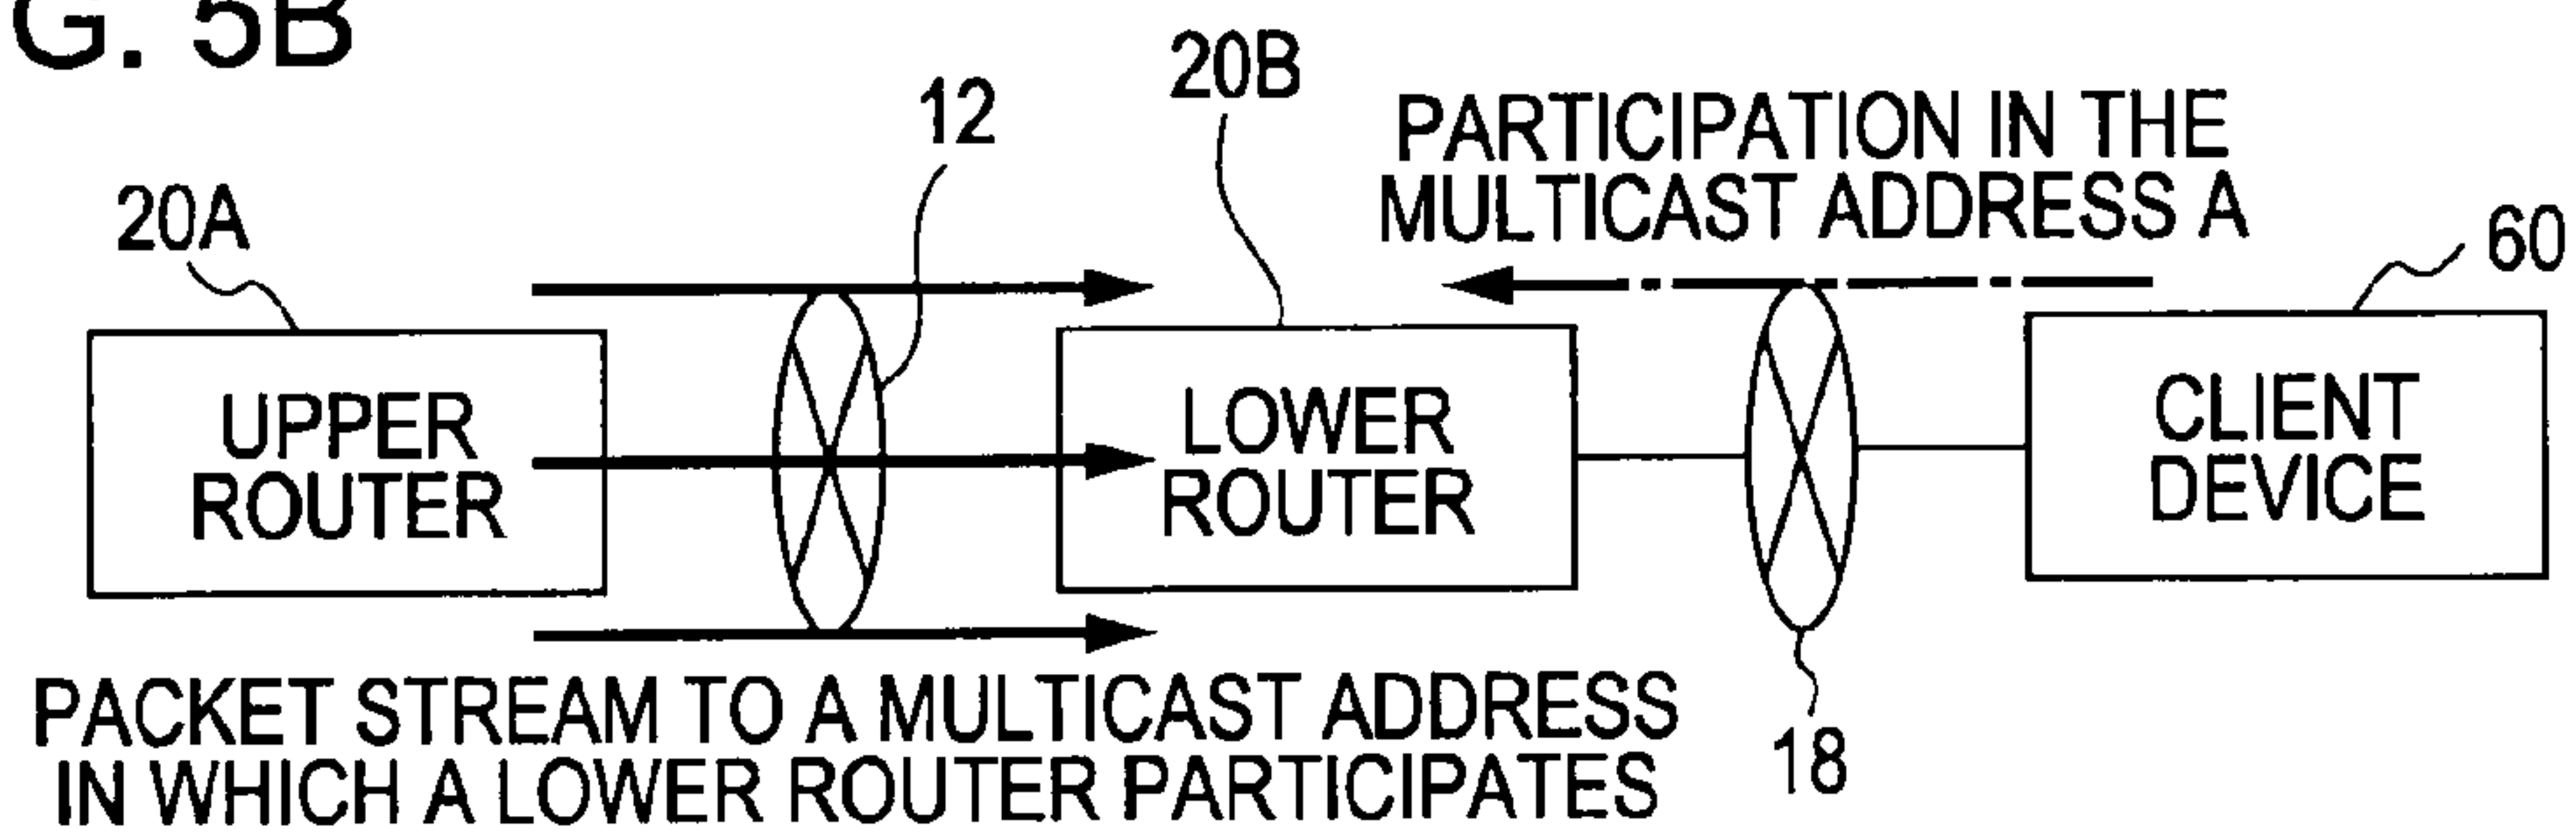 G. 5B
20A
12
20B
PARTICIPATION IN THE
MULTICAST ADDRESS A
60
UPPER
ROUTER
LOWER
ROUTER
CLIENT
DEVICE
PACKET STREAM TO A MULTICAST ADDRESS
IN WHICH A LOWER ROUTER PARTICIPATES
18